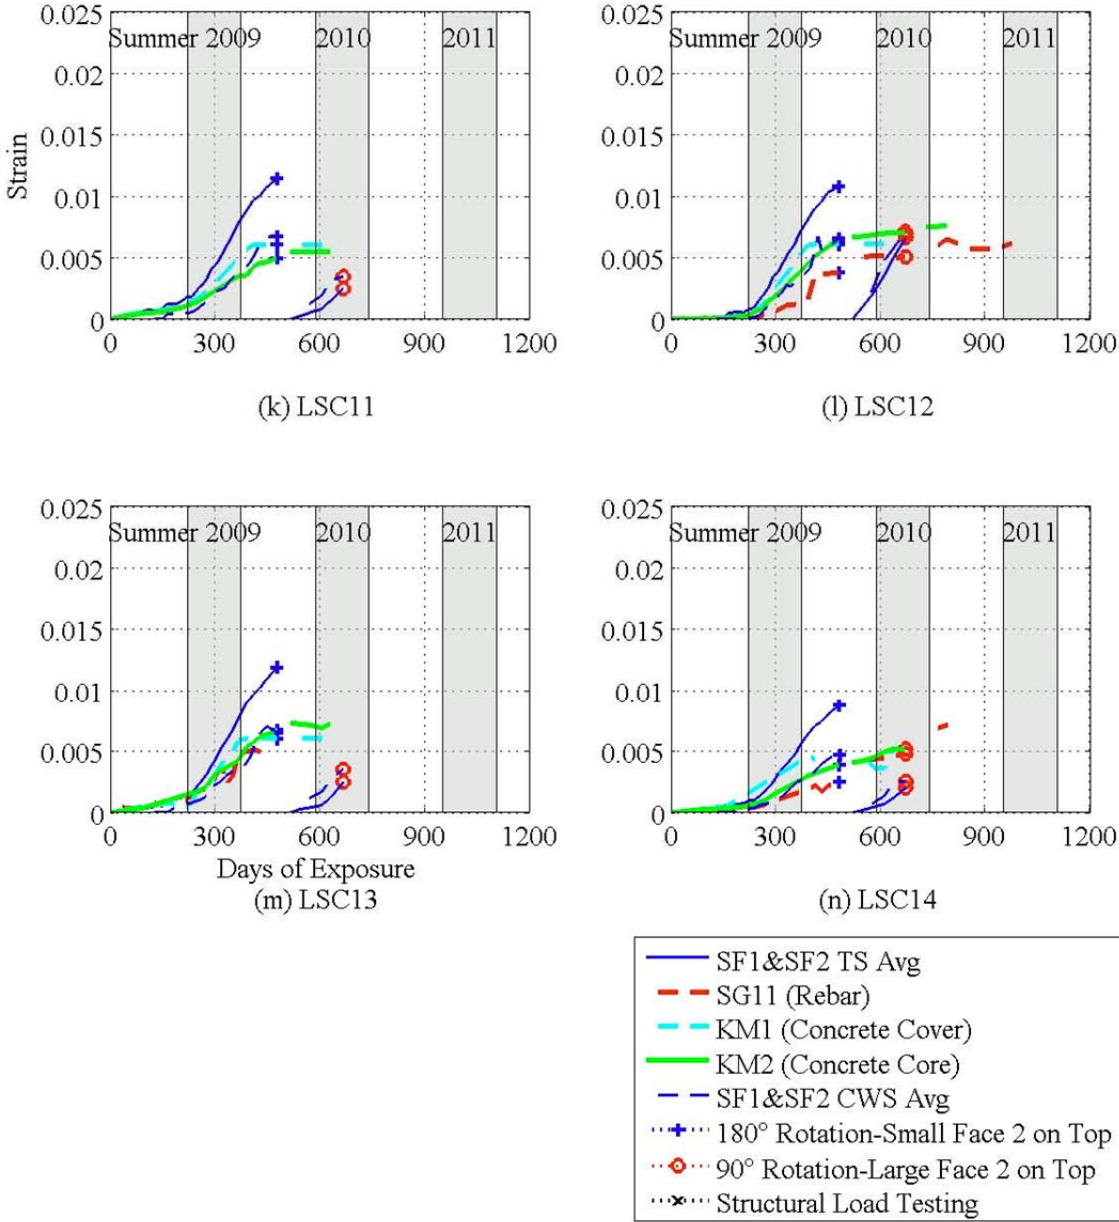 0.025
Summer 2009
2010
2011
0.02
0.015
0.01
0.005
0
Strain
0
300
600
900
1200
(k) LSC11
0.025
Summer 2009
2010
2011
0.02
0.015
0.01
0.005
0
0
300
600
900
1200
(l) LSC12
0.025
Summer 2009
2010
2011
0.02
0.015
0.01
0.005
0
0
300
600
900
1200
Days of Exposure
(m) LSC13
0.025
Summer 2009
2010
2011
0.02
0.015
0.01
0.005
0
0
300
600
900
1200
(n) LSC14
SF1&SF2 TS Avg
SG11 (Rebar)
KM1 (Concrete Cover)
KM2 (Concrete Core)
SF1&SF2 CWS Avg
180° Rotation-Small Face 2 on Top
90° Rotation-Large Face 2 on Top
Structural Load Testing